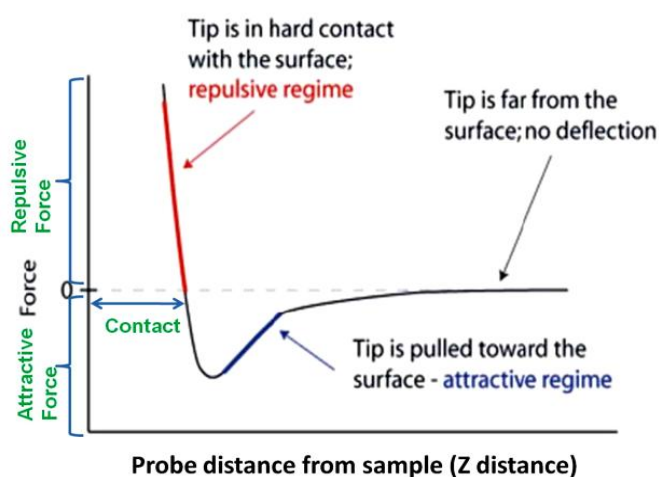 Tip is in hard contact
with the surface;
repulsive regime
Tip is far from the
surface; no deflection
Repulsive
Force
Force
0
Contact
Attractive
Force
Tip is pulled toward the
surface - attractive regime
Probe distance from sample (Z distance)